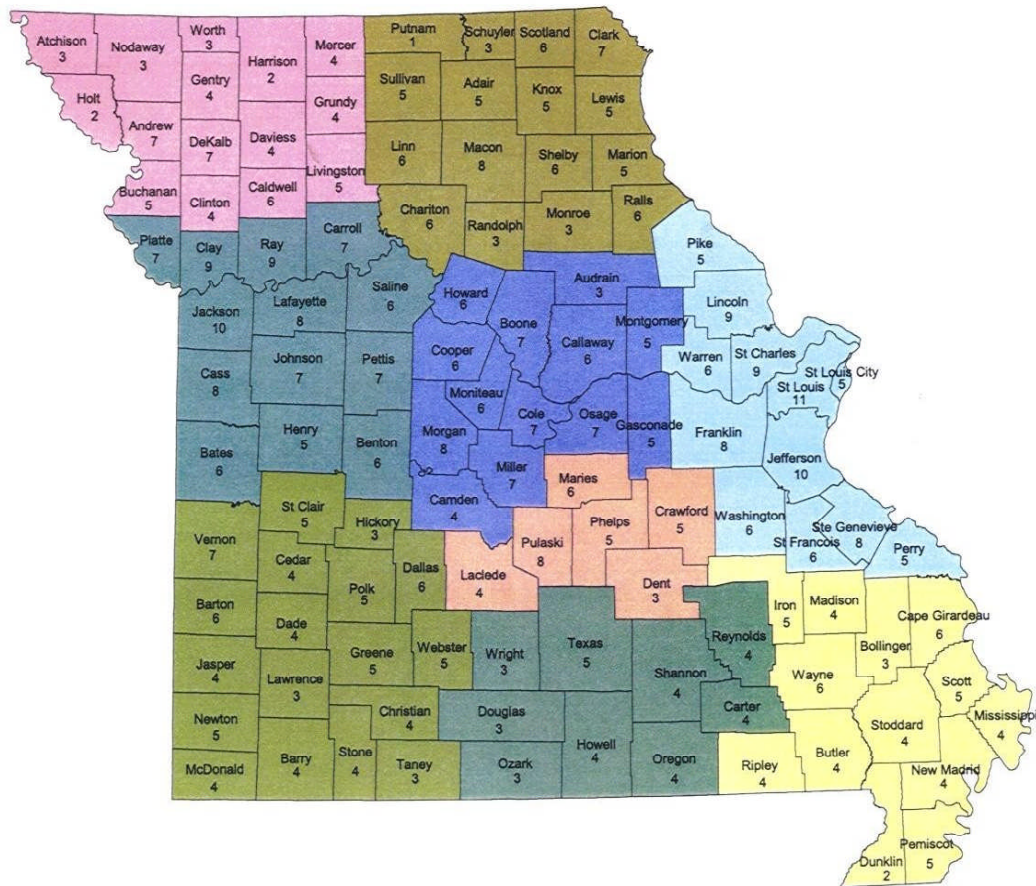 Atchison
3
Nodaway
3
Worth
3
Harrison
2
Mercer
4
Putnam
1
Schuyler
3
Scotland
6
Clark
7
Holt
2
Gentry
4
Grundy
4
Sullivan
5
Adair
5
Knox
5
Lewis
5
Andrew
7
DeKalb
7
Daviess
4
Livingston
5
Linn
6
Macon
8
Shelby
6
Marion
5
Buchanan
5
Clinton
4
Caldwell
6
Chariton
6
Randolph
3
Monroe
3
Ralls
6
Platte
7
Clay
9
Ray
9
Carroll
7
Pike
5
Jackson
10
Lafayette
8
Saline
6
Howard
6
Boone
7
Audrain
3
Callaway
6
Montgomery
5
Lincoln
9
Warren
6
St Charles
9
St Louis City
5
St Louis
11
Cass
8
Johnson
7
Pettis
7
Cooper
6
Moniteau
6
Cole
7
Osage
7
Gasconade
5
Franklin
8
Jefferson
10
Bates
6
Henry
5
Benton
6
Morgan
8
Miller
7
Camden
4
Maries
6
Crawford
5
Washington
6
St Francois
6
Ste Genevieve
8
Perry
5
Vernon
7
St Clair
5
Hickory
3
Cedar
4
Polk
5
Dallas
6
Laclede
4
Pulaski
8
Phelps
5
Dent
3
Iron
5
Madison
4
Bollinger
3
Cape Girardeau
6
Barton
6
Dade
4
Greene
5
Webster
5
Wright
3
Texas
5
Shannon
4
Reynolds
4
Carter
4
Wayne
6
Scott
5
Mississippi
4
Jasper
4
Lawrence
3
Christian
4
Douglas
3
Howell
4
Oregon
4
Ripley
4
Butler
4
Stoddard
4
New Madrid
4
Newton
5
McDonald
4
Barry
4
Stone
4
Taney
3
Ozark
3
Dunklin
2
Pemiscot
5